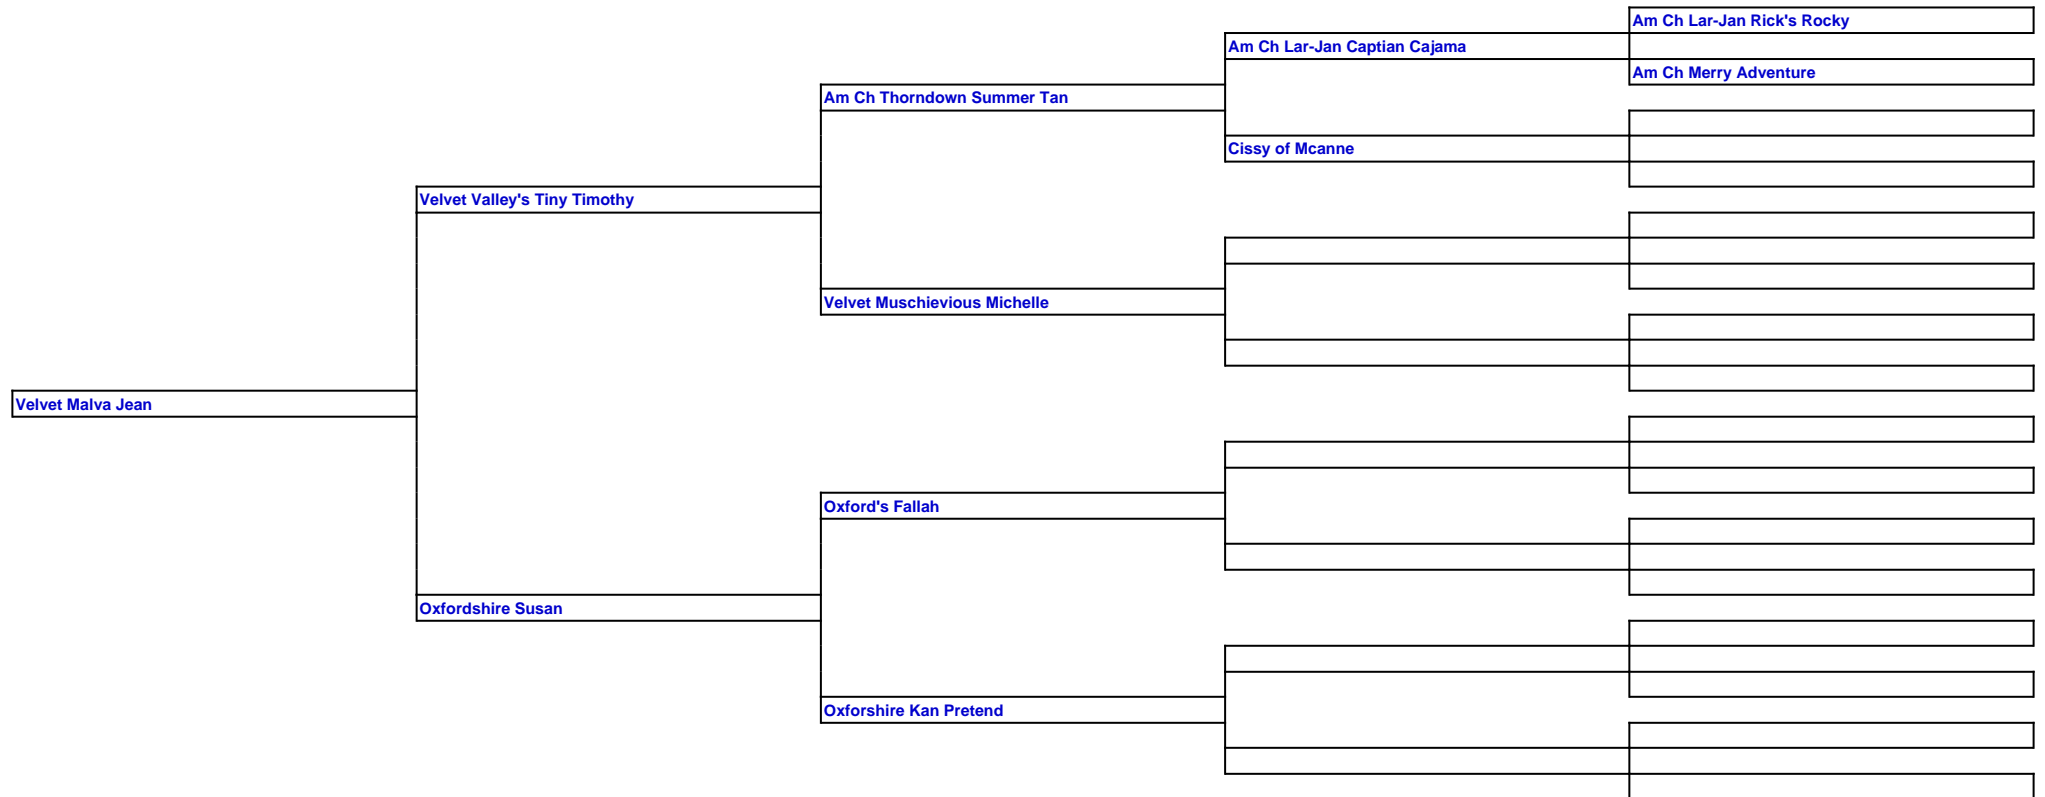 Am Ch Lar-Jan Rick's Rocky
Am Ch Lar-Jan Captian Cajama
Am Ch Merry Adventure
Am Ch Thorndown Summer Tan
Cissy of Mcanne
Velvet Valley's Tiny Timothy
Velvet Muschievious Michelle
Velvet Malva Jean
Oxford's Fallah
Oxfordshire Susan
Oxforshire Kan Pretend